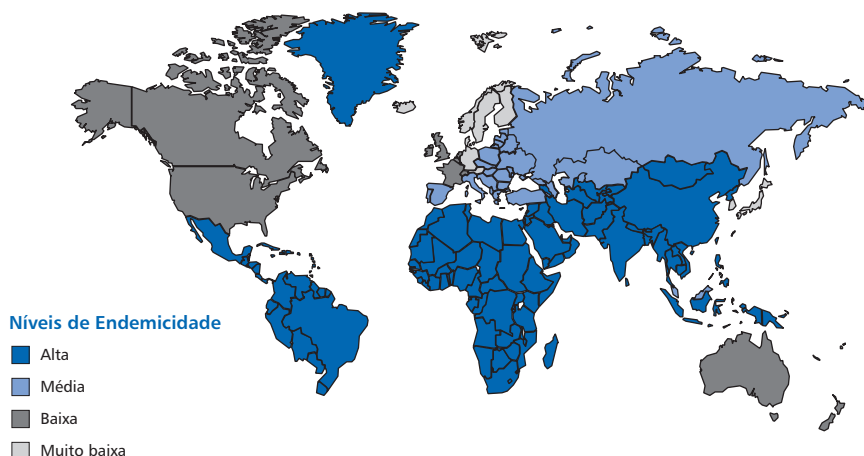 Níveis de Endemicidade
Alta
Média
Baixa
Muito baixa